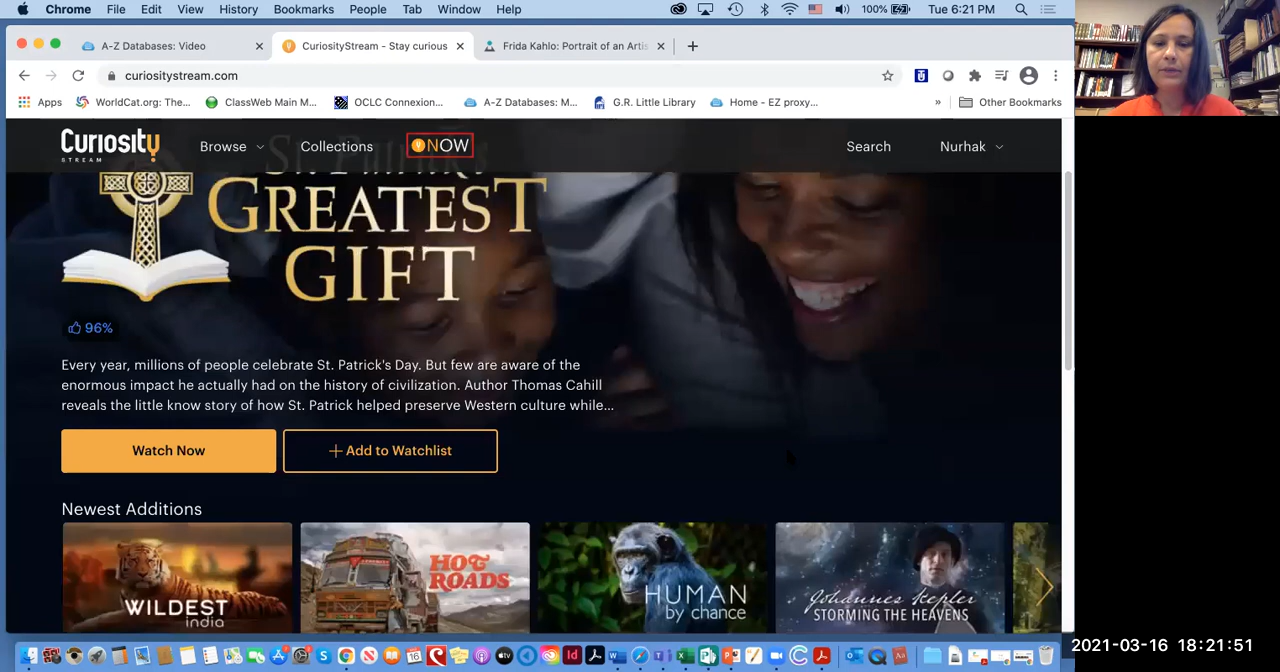 Chrome File Edit View History Bookmarks People Tab Window Help 100% Tue 6:21 PM
A-Z Databases: Video CuriosityStream - Stay curious Frida Kahlo: Portrait of an Artis
curiositystream.com
Apps WorldCat.org: The... ClassWeb Main M... OCLC Connexion... A-Z Databases: M... G.R. Little Library Home - EZ proxy... » Other Bookmarks
Curiosity
STREAM
Browse Collections NOW Search Nurhak
St. Patrick's
GREATEST
GIFT
96%
Every year, millions of people celebrate St. Patrick's Day. But few are aware of the
enormous impact he actually had on the history of civilization. Author Thomas Cahill
reveals the little know story of how St. Patrick helped preserve Western culture while...
Watch Now + Add to Watchlist
Newest Additions
WILDEST
india
HOT
ROADS
HUMAN
by chance
Johannes Kepler
STORMING THE HEAVENS
2021-03-16 18:21:51